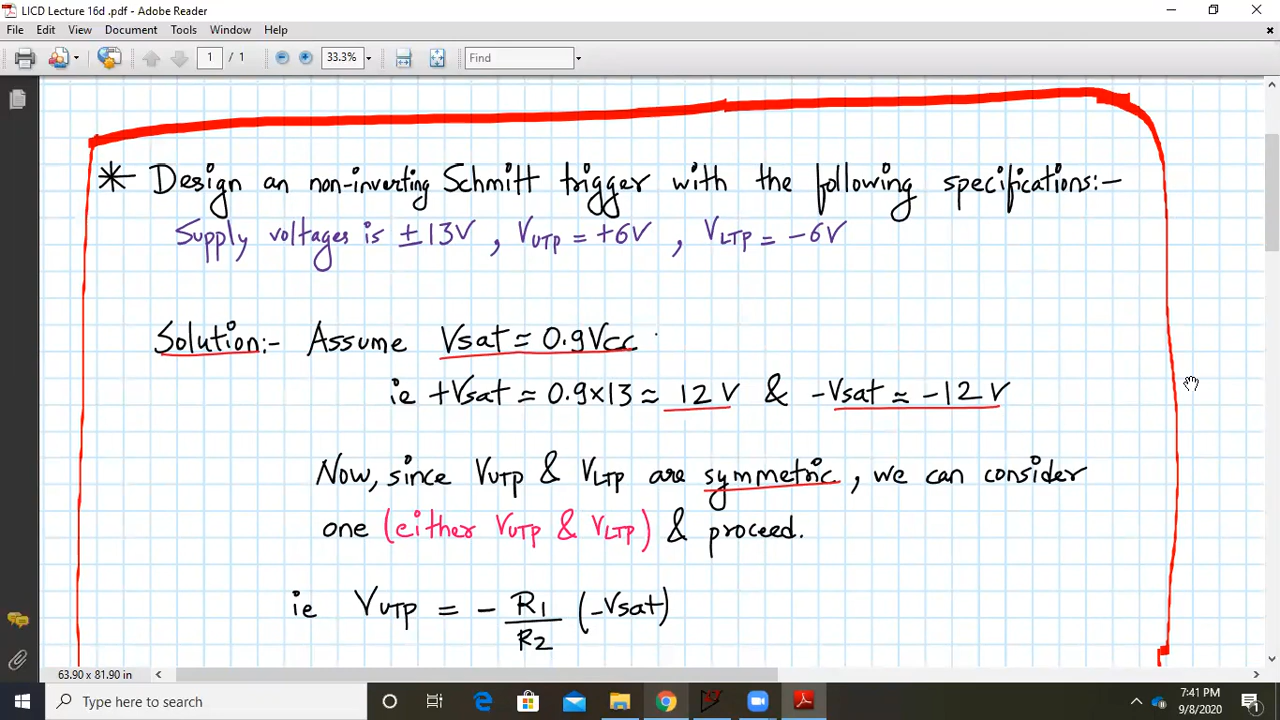 LICD Lecture 16d .pdf - Adobe Reader
File Edit View Document Tools Window Help
1 / 1 33.3% Find
* Design an non-inverting Schmitt trigger with the following specifications:-
Supply voltages is ±13V, VUTP = +6V, VLTP = -6V
Solution:- Assume Vsat ≈ 0.9Vcc
ie +Vsat ≈ 0.9x13 ≈ 12V & -Vsat ≈ -12V
Now, since VUTP & VLTP are symmetric, we can consider
one (either VUTP & VLTP) & proceed.
ie VUTP = - R1/R2 (-Vsat)
63.90 x 81.90 in
Type here to search
7:41 PM
9/8/2020
1